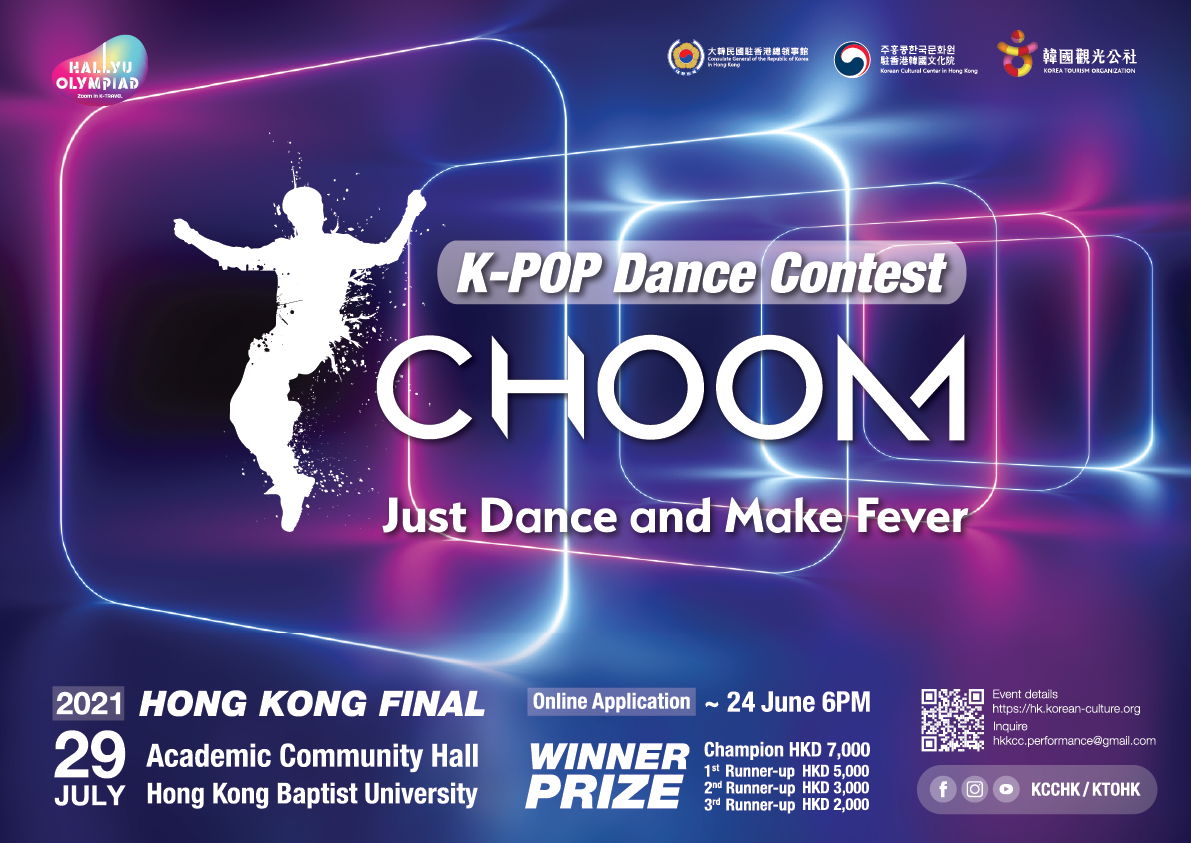 HALLYU
OLYMPIAD
Zoom in K-TRAVEL
大韓民國駐香港總領事館
Consulate General of the Republic of Korea
in Hong Kong
주홍콩한국문화원
駐香港韓國文化院
Korean Cultural Center in Hong Kong
韓國觀光公社
KOREA TOURISM ORGANIZATION
K-POP Dance Contest
CHOOM
Just Dance and Make Fever
2021 HONG KONG FINAL
29
JULY
Academic Community Hall
Hong Kong Baptist University
Online Application ~ 24 June 6PM
WINNER
PRIZE
Champion HKD 7,000
1st Runner-up HKD 5,000
2nd Runner-up HKD 3,000
3rd Runner-up HKD 2,000
Event details
https://hk.korean-culture.org
Inquire
hkkcc.performance@gmail.com
KCCHK / KTOHK